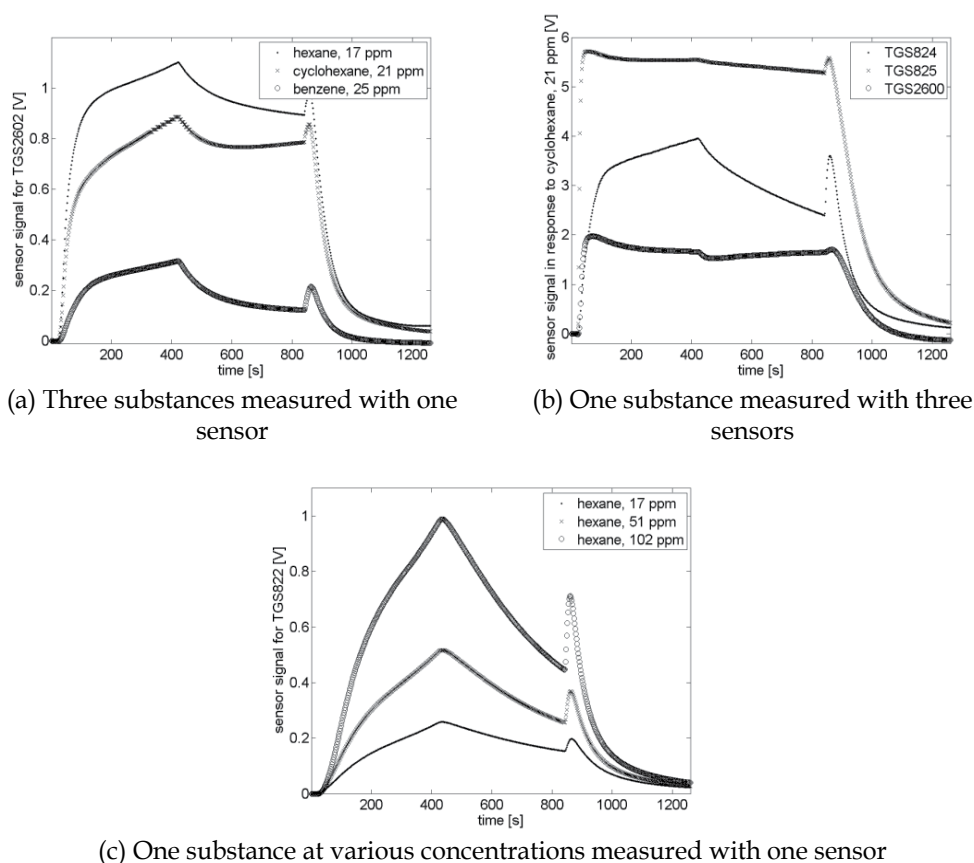 hexane, 17 ppm
cyclohexane, 21 ppm
benzene, 25 ppm
sensor signal for TGS2602 [V]
1
0.8
0.6
0.4
0.2
0
200 400 600 800 1000 1200
time [s]
(a) Three substances measured with one
sensor
TGS824
TGS825
TGS2600
sensor signal in response to cyclohexane, 21 ppm [V]
6
5
4
3
2
1
0
200 400 600 800 1000 1200
time [s]
(b) One substance measured with three
sensors
hexane, 17 ppm
hexane, 51 ppm
hexane, 102 ppm
sensor signal for TGS822 [V]
1
0.8
0.6
0.4
0.2
0
200 400 600 800 1000 1200
time [s]
(c) One substance at various concentrations measured with one sensor